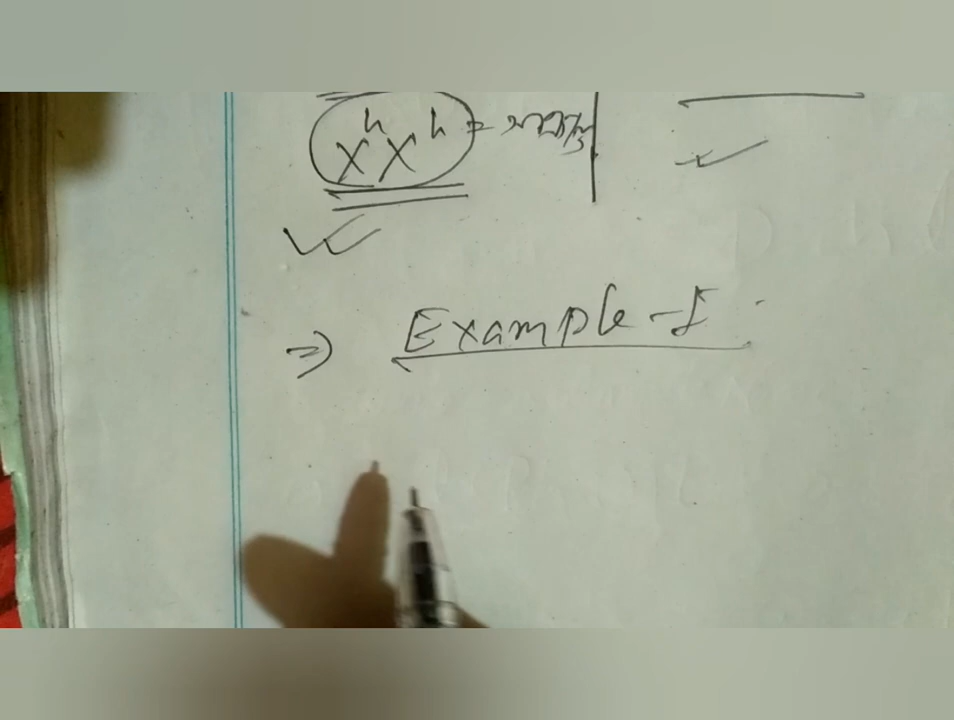 XʰXʰ =
⇒ Example-I